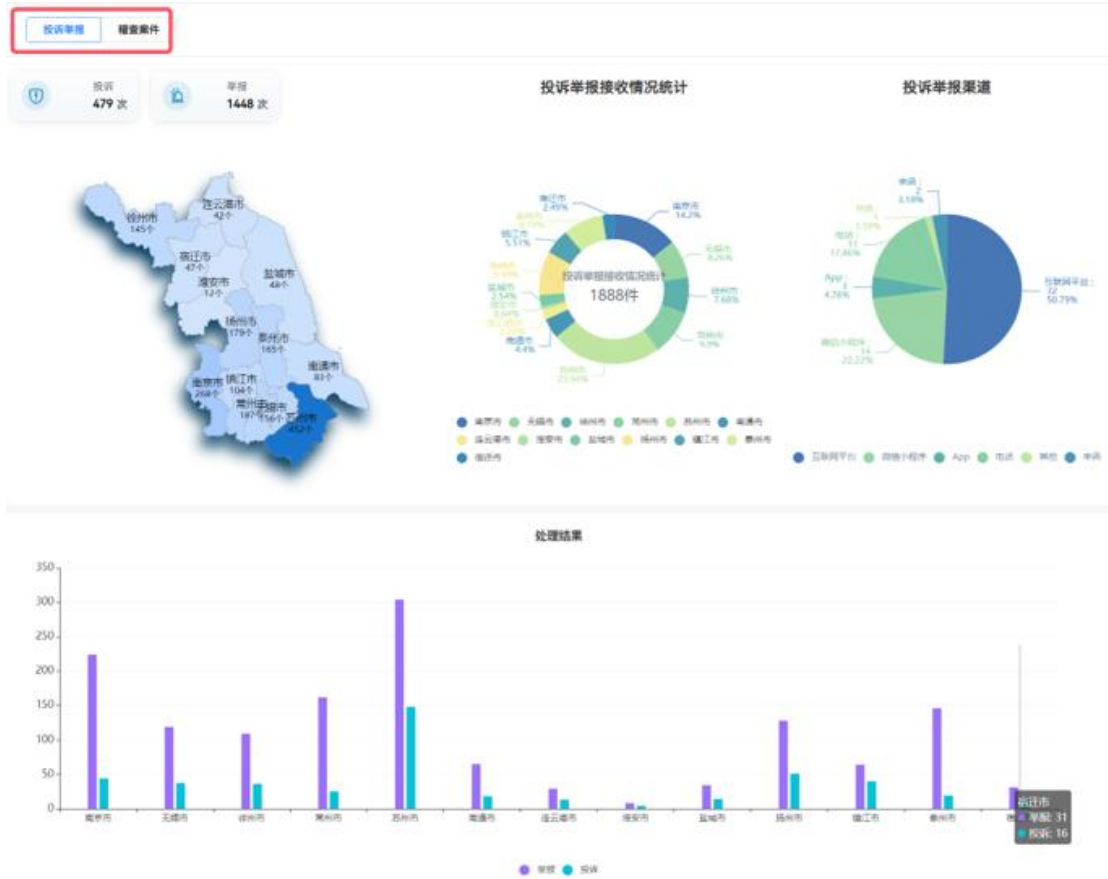 投诉举报 稽查案件
投诉
479 次
举报
1448 次
投诉举报接收情况统计
投诉举报渠道
徐州市
145个
连云港市
42个
宿迁市
47个
淮安市
12个
盐城市
48个
扬州市
179个
泰州市
165个
南通市
83个
南京市
268个
镇江市
104个
常州市
187个
无锡市
156个
苏州市
452个
宿迁市
2.49%
南京市
14.2%
无锡市
8.26%
徐州市
7.68%
常州市
9.9%
苏州市
23.94%
南通市
4.4%
盐城市
2.54%
镇江市
5.51%
投诉举报接收情况统计
1888件
来函:
2
3.18%
电话:
11
17.46%
App:
3
4.76%
微信小程序:
14
22.22%
互联网平台:
32
50.79%
南京市 无锡市 徐州市 常州市 苏州市 南通市
连云港市 淮安市 盐城市 扬州市 镇江市 泰州市
宿迁市
互联网平台 微信小程序 App 电话 其他 来函
处理结果
350
300
250
200
150
100
50
0
南京市 无锡市 徐州市 常州市 苏州市 南通市 连云港市 淮安市 盐城市 扬州市 镇江市 泰州市
宿迁市
举报: 31
投诉: 16
举报 投诉